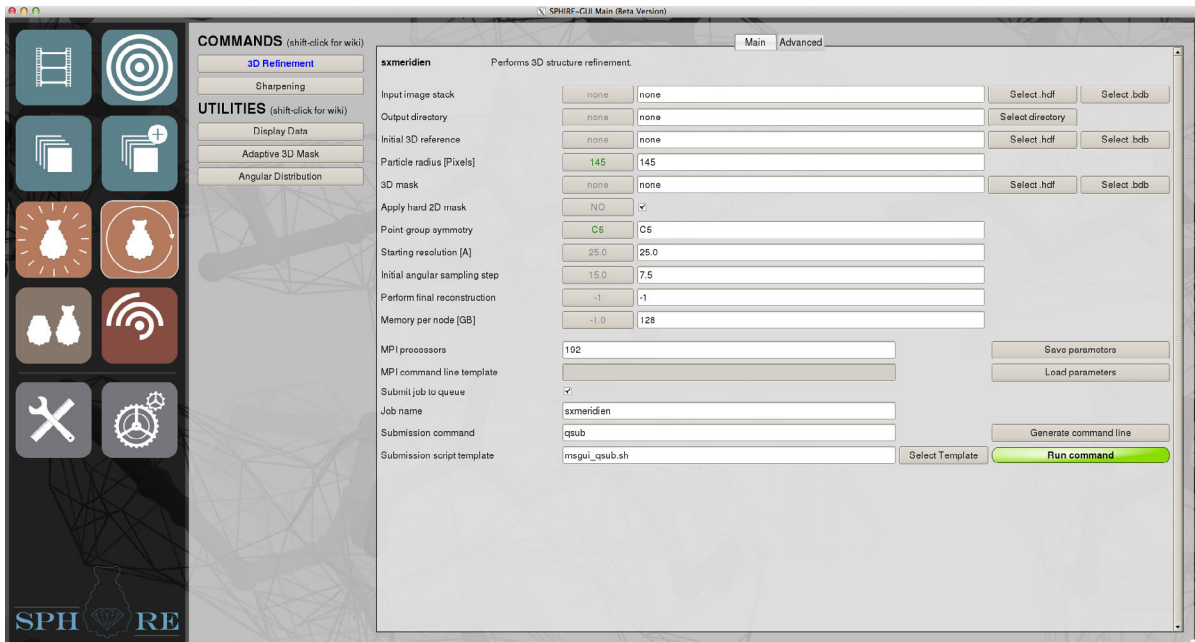 SPHIRE-GUI Main (Beta Version)
COMMANDS (shift-click for wiki)
3D Refinement
Sharpening
UTILITIES (shift-click for wiki)
Display Data
Adaptive 3D Mask
Angular Distribution
Main Advanced
sxmeridien Performs 3D structure refinement.
Input image stack none none Select .hdf Select .bdb
Output directory none none Select directory
Initial 3D reference none none Select .hdf Select .bdb
Particle radius [Pixels] 145 145
3D mask none none Select .hdf Select .bdb
Apply hard 2D mask NO
Point group symmetry C5 C5
Starting resolution [A] 25.0 25.0
Initial angular sampling step 15.0 7.5
Perform final reconstruction -1 -1
Memory per node [GB] -1.0 128
MPI processors 192 Save parameters
MPI command line template Load parameters
Submit job to queue
Job name sxmeridien
Submission command qsub Generate command line
Submission script template msgui_qsub.sh Select Template Run command
SPH RE